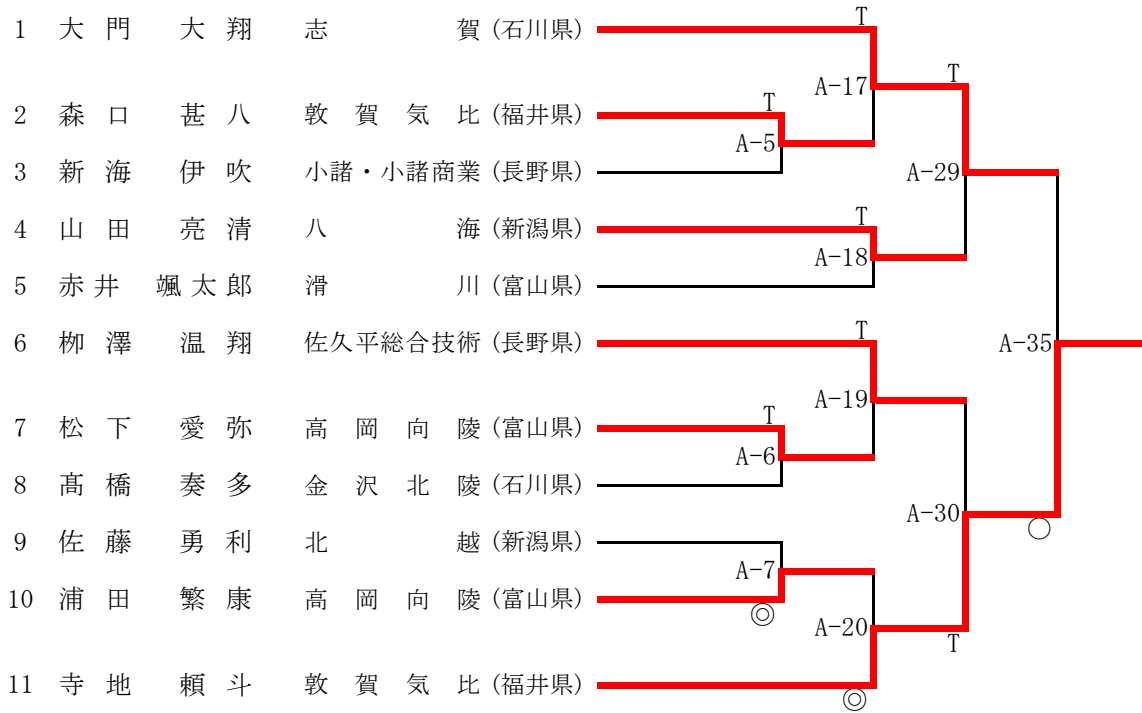 T
1 大門 大翔 志賀 (石川県)
T
A-17
T
2 森口 甚八 敦賀気比 (福井県)
A-5
3 新海 伊吹 小諸・小諸商業 (長野県)
A-29
T
4 山田 亮清 八海 (新潟県)
A-18
5 赤井 颯太郎 滑川 (富山県)
T
6 栁澤 温翔 佐久平総合技術 (長野県)
A-35
A-19
T
7 松下 愛弥 高岡向陵 (富山県)
A-6
8 髙橋 奏多 金沢北陵 (石川県)
A-30
○
9 佐藤 勇利 北越 (新潟県)
A-7
10 浦田 繁康 高岡向陵 (富山県)
◎
A-20
T
11 寺地 頼斗 敦賀気比 (福井県)
◎